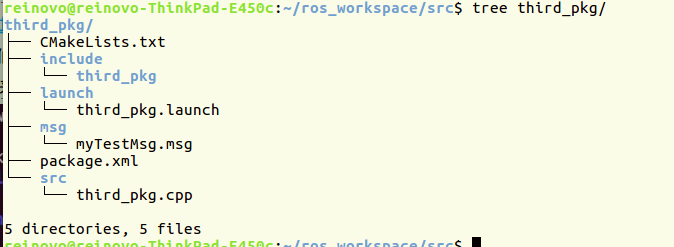 reinovo@reinovo-ThinkPad-E450c:~/ros_workspace/src$ tree third_pkg/
third_pkg/
├── CMakeLists.txt
├── include
│   └── third_pkg
├── launch
│   └── third_pkg.launch
├── msg
│   └── myTestMsg.msg
├── package.xml
└── src
    └── third_pkg.cpp
5 directories, 5 files
reinovo@reinovo-ThinkPad-E450c:~/ros_workspace/src$